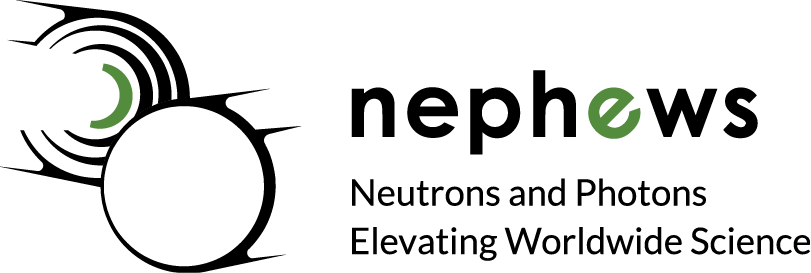 nephews
Neutrons and Photons
Elevating Worldwide Science